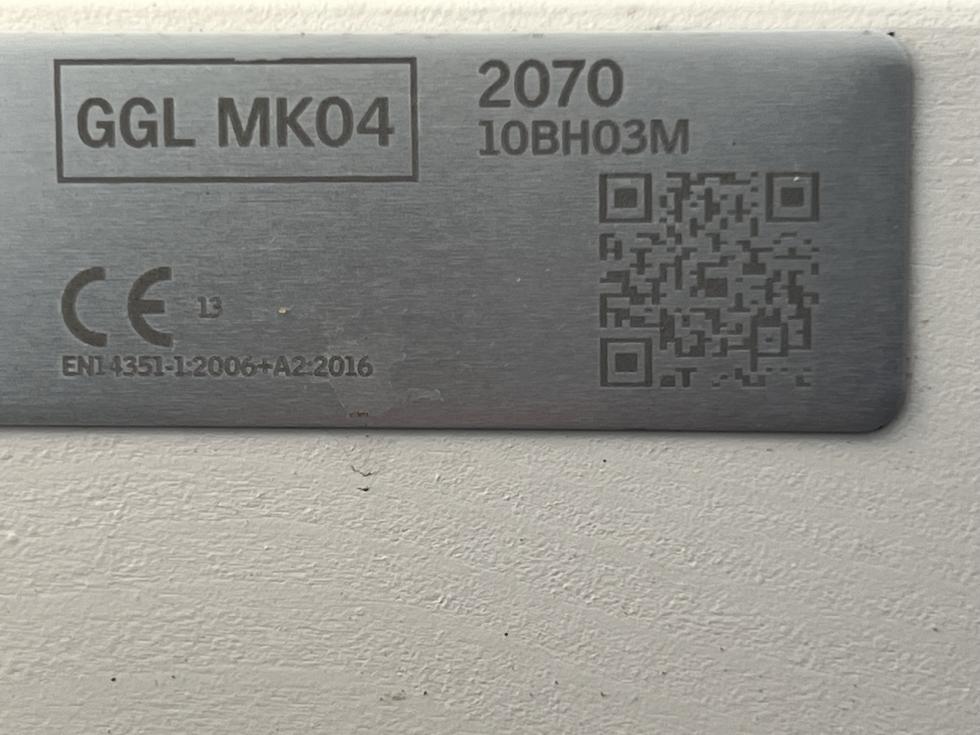 GGL MK04
2070
10BH03M
CE 13
EN14351-1:2006+A2:2016